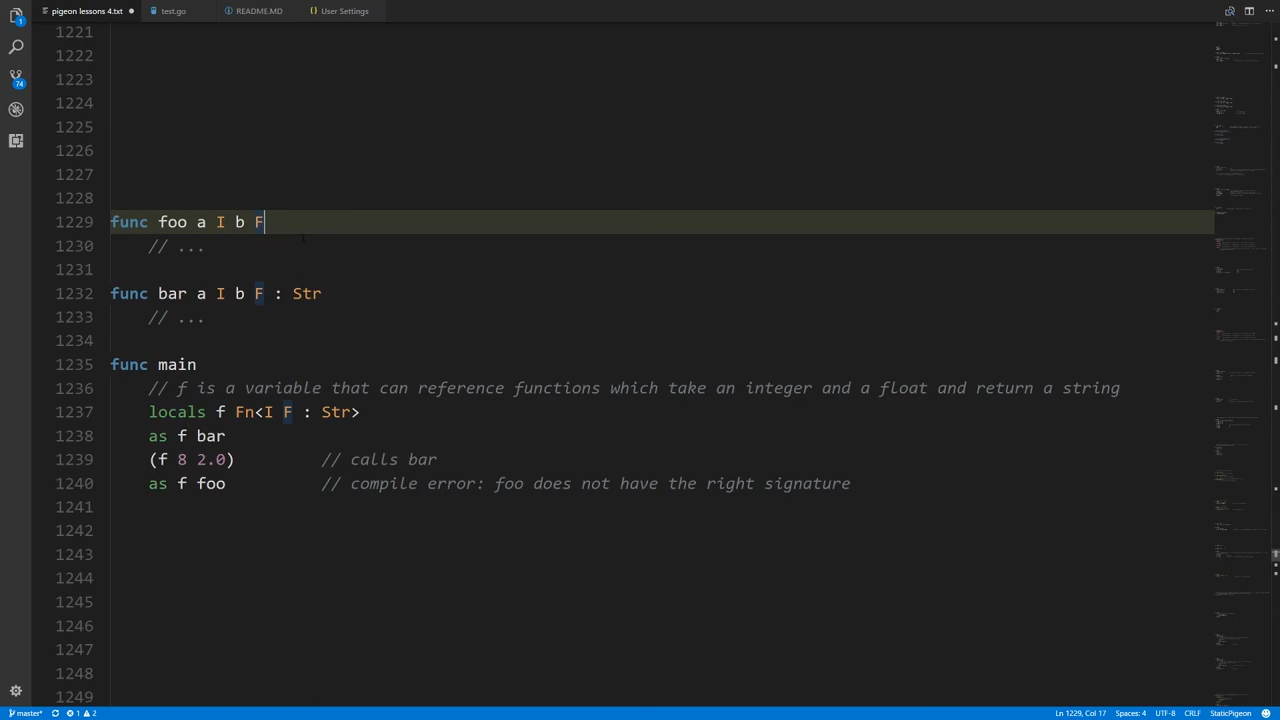 pigeon lessons 4.txt test.go README.MD {} User Settings
1
74
1221
1222
1223
1224
1225
1226
1227
1228
1229 func foo a I b F
1230 // ...
1231
1232 func bar a I b F : Str
1233 // ...
1234
1235 func main
1236 // f is a variable that can reference functions which take an integer and a float and return a string
1237 locals f Fn<I F : Str>
1238 as f bar
1239 (f 8 2.0) // calls bar
1240 as f foo // compile error: foo does not have the right signature
1241
1242
1243
1244
1245
1246
1247
1248
1249
master* 1 2 Ln 1229, Col 17 Spaces: 4 UTF-8 CRLF StaticPigeon